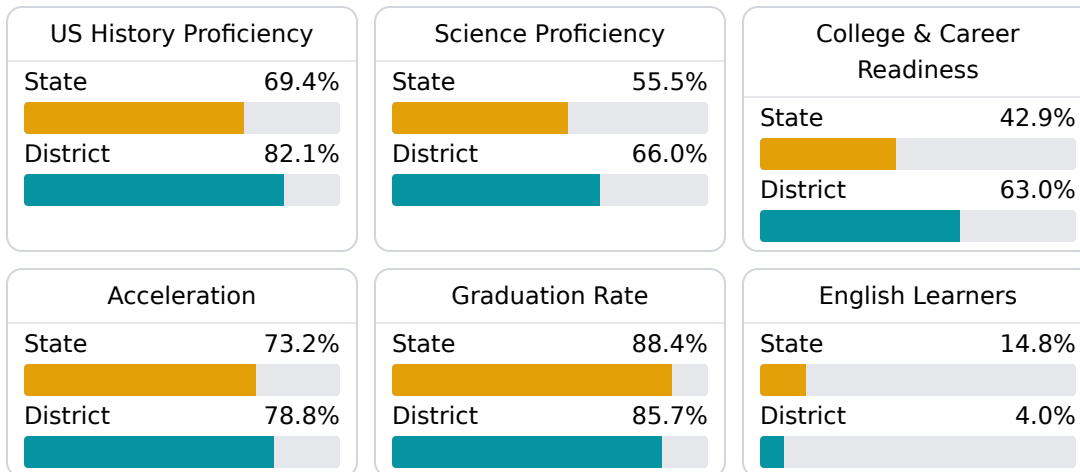 US History Proficiency
State 69.4%
District 82.1%
Science Proficiency
State 55.5%
District 66.0%
College & Career
Readiness
State 42.9%
District 63.0%
Acceleration
State 73.2%
District 78.8%
Graduation Rate
State 88.4%
District 85.7%
English Learners
State 14.8%
District 4.0%